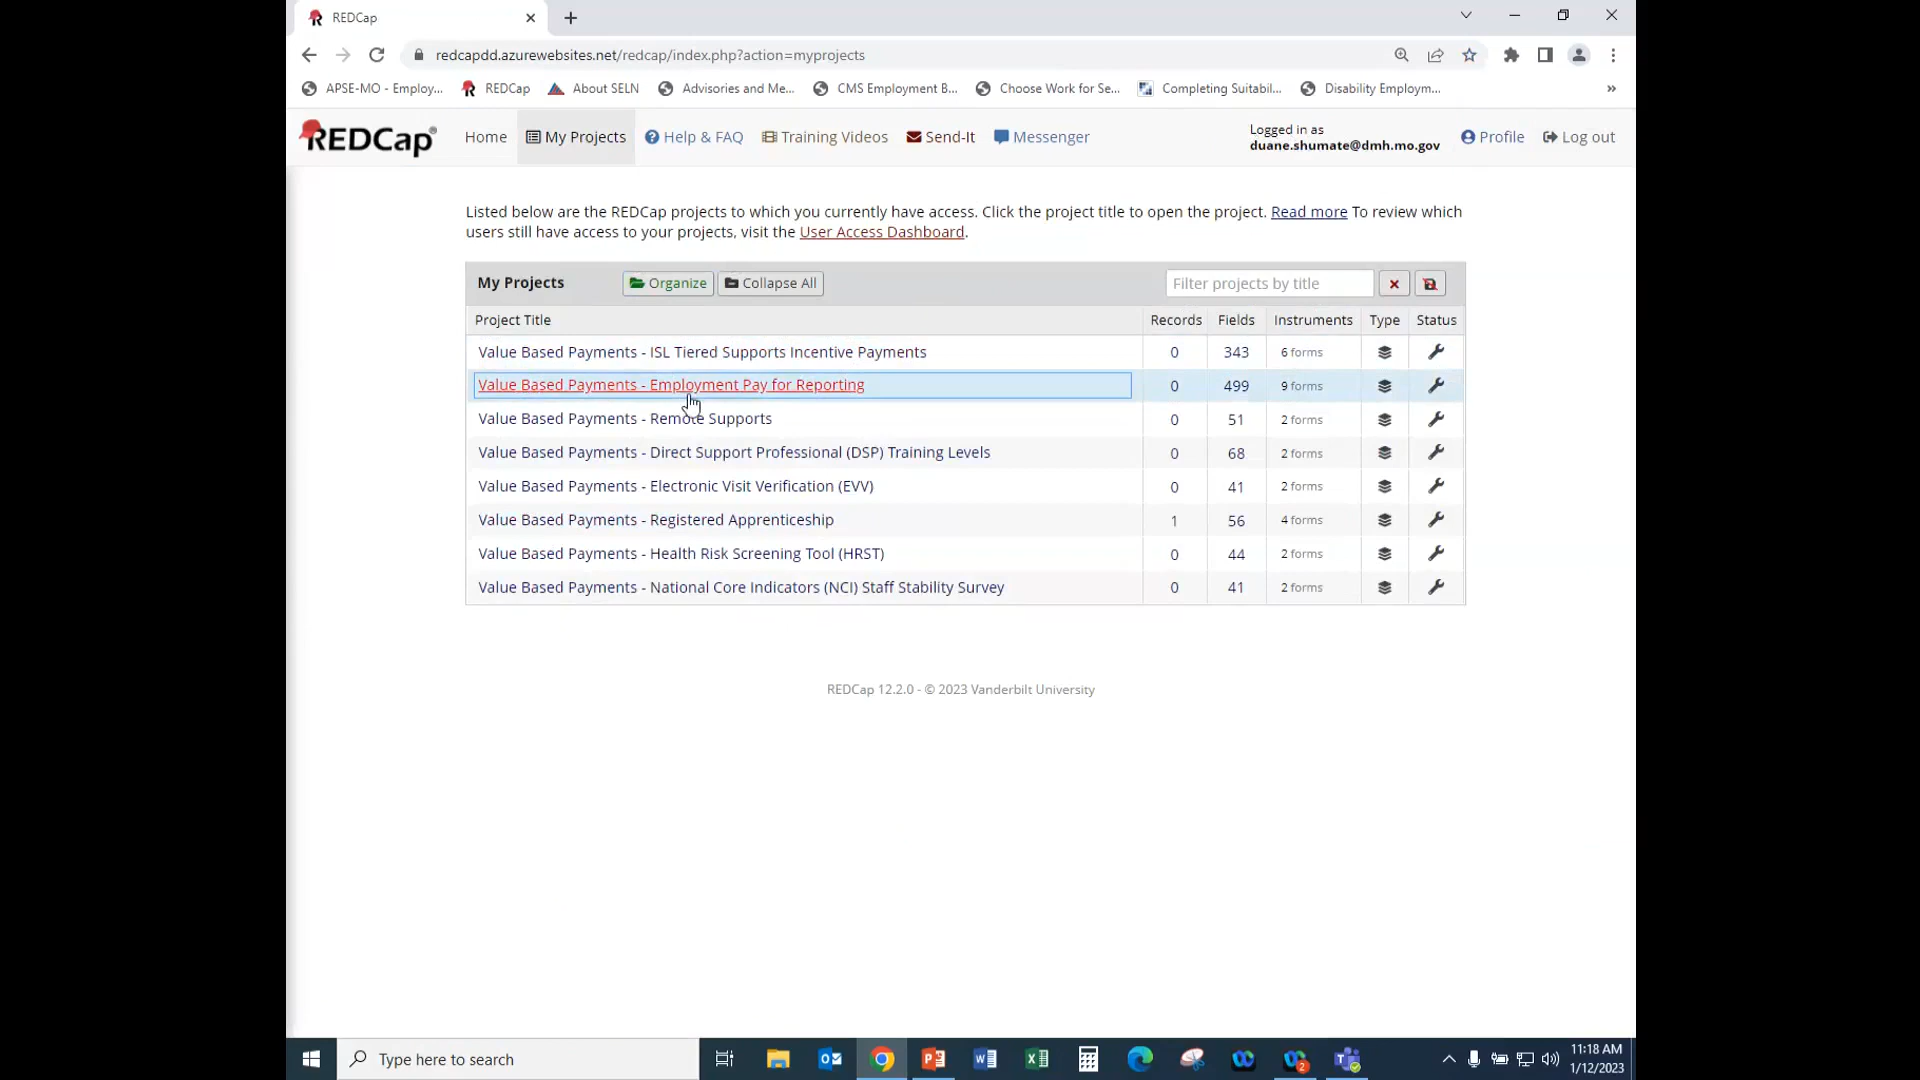 REDCap
redcapdd.azurewebsites.net/redcap/index.php?action=myprojects
APSE-MO - Employ... REDCap About SELN Advisories and Me... CMS Employment B... Choose Work for Se... Completing Suitabil... Disability Employm... »
REDCap® Home My Projects Help & FAQ Training Videos Send-It Messenger Logged in as Profile Log out
duane.shumate@dmh.mo.gov
Listed below are the REDCap projects to which you currently have access. Click the project title to open the project. Read more To review which
users still have access to your projects, visit the User Access Dashboard.
My Projects Organize Collapse All Filter projects by title
Project Title Records Fields Instruments Type Status
Value Based Payments - ISL Tiered Supports Incentive Payments 0 343 6 forms
Value Based Payments - Employment Pay for Reporting 0 499 9 forms
Value Based Payments - Remote Supports 0 51 2 forms
Value Based Payments - Direct Support Professional (DSP) Training Levels 0 68 2 forms
Value Based Payments - Electronic Visit Verification (EVV) 0 41 2 forms
Value Based Payments - Registered Apprenticeship 1 56 4 forms
Value Based Payments - Health Risk Screening Tool (HRST) 0 44 2 forms
Value Based Payments - National Core Indicators (NCI) Staff Stability Survey 0 41 2 forms
REDCap 12.2.0 - © 2023 Vanderbilt University
Type here to search
11:18 AM
1/12/2023